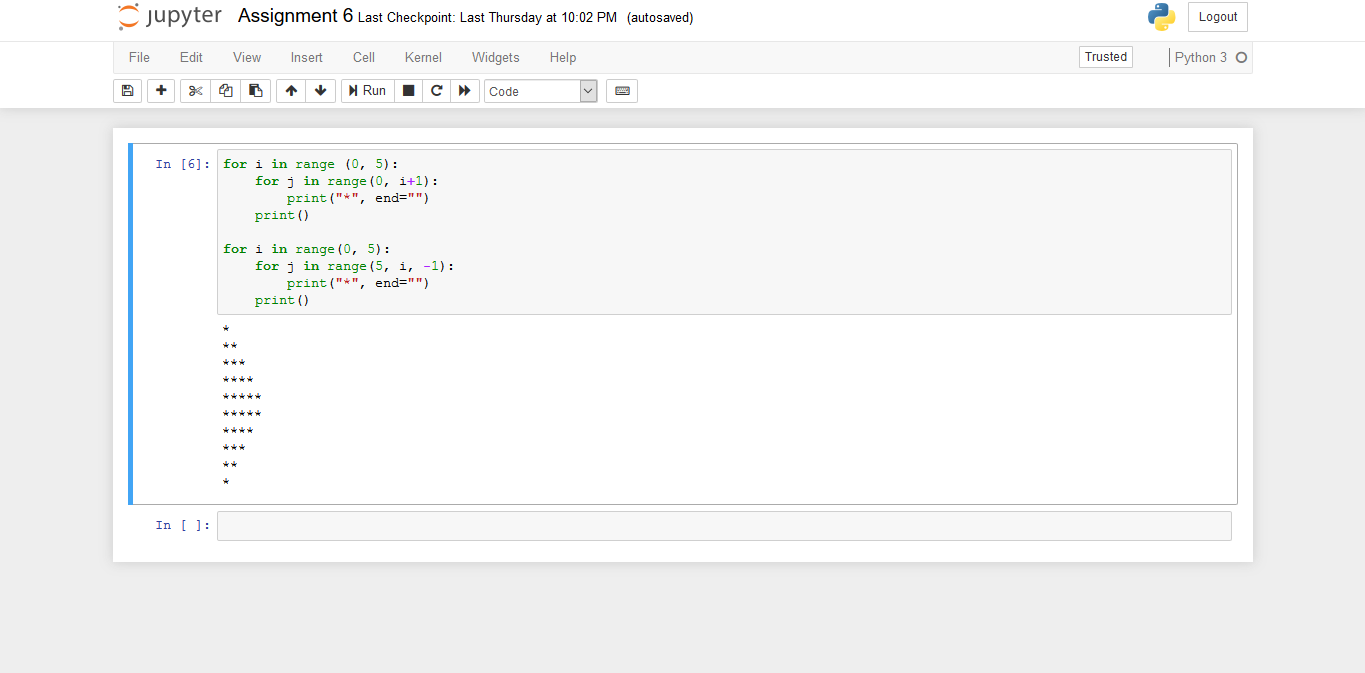 jupyter Assignment 6 Last Checkpoint: Last Thursday at 10:02 PM (autosaved) Logout
File Edit View Insert Cell Kernel Widgets Help Trusted Python 3
Run Code
In [6]: for i in range (0, 5):
    for j in range(0, i+1):
        print("*", end="")
    print()

for i in range(0, 5):
    for j in range(5, i, -1):
        print("*", end="")
    print()
*
**
***
****
*****
*****
****
***
**
*
In [ ]: